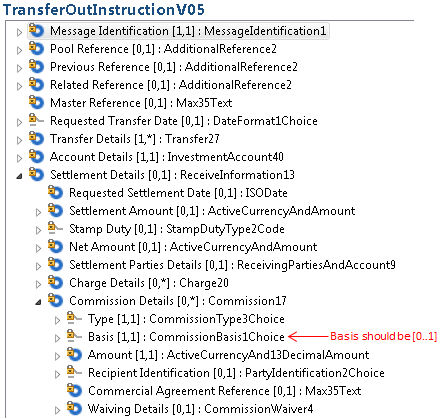 TransferOutInstructionV05
Message Identification [1,1] : MessageIdentification1
Pool Reference [0,1] : AdditionalReference2
Previous Reference [0,1] : AdditionalReference2
Related Reference [0,1] : AdditionalReference2
Master Reference [0,1] : Max35Text
Requested Transfer Date [0,1] : DateFormat1Choice
Transfer Details [1,*] : Transfer27
Account Details [1,1] : InvestmentAccount40
Settlement Details [0,1] : ReceiveInformation13
Requested Settlement Date [0,1] : ISODate
Settlement Amount [0,1] : ActiveCurrencyAndAmount
Stamp Duty [0,1] : StampDutyType2Code
Net Amount [0,1] : ActiveCurrencyAndAmount
Settlement Parties Details [0,1] : ReceivingPartiesAndAccount9
Charge Details [0,*] : Charge20
Commission Details [0,*] : Commission17
Type [1,1] : CommissionType3Choice
Basis [1,1] : CommissionBasis1Choice Basis should be [0..1]
Amount [1,1] : ActiveCurrencyAnd13DecimalAmount
Recipient Identification [0,1] : PartyIdentification2Choice
Commercial Agreement Reference [0,1] : Max35Text
Waiving Details [0,1] : CommissionWaiver4